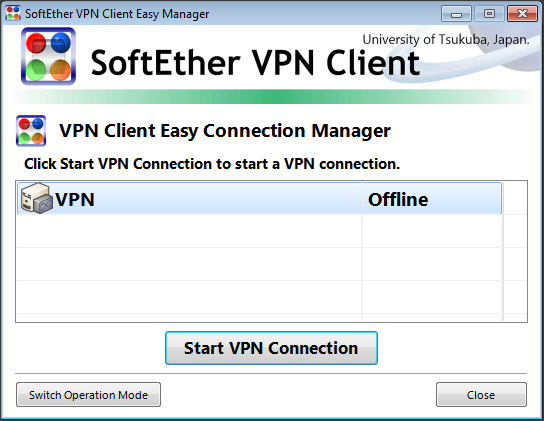 SoftEther VPN Client Easy Manager
University of Tsukuba, Japan.
SoftEther VPN Client
VPN Client Easy Connection Manager
Click Start VPN Connection to start a VPN connection.
VPN Offline
Start VPN Connection
Switch Operation Mode Close